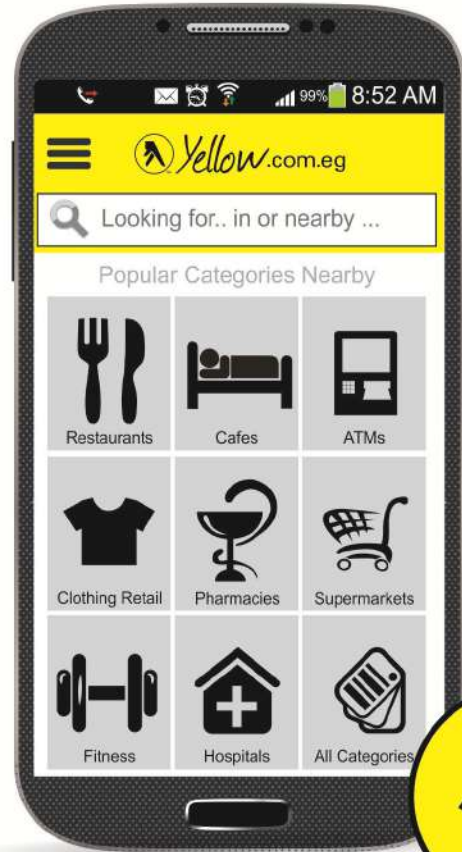 99% 8:52 AM
Yellow.com.eg
Looking for.. in or nearby ...
Popular Categories Nearby
Restaurants Cafes ATMs
Clothing Retail Pharmacies Supermarkets
Fitness Hospitals All Categories